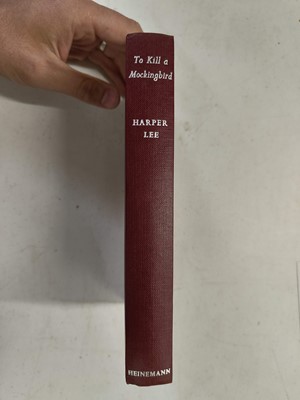 To Kill a
Mockingbird
HARPER
LEE
HEINEMANN